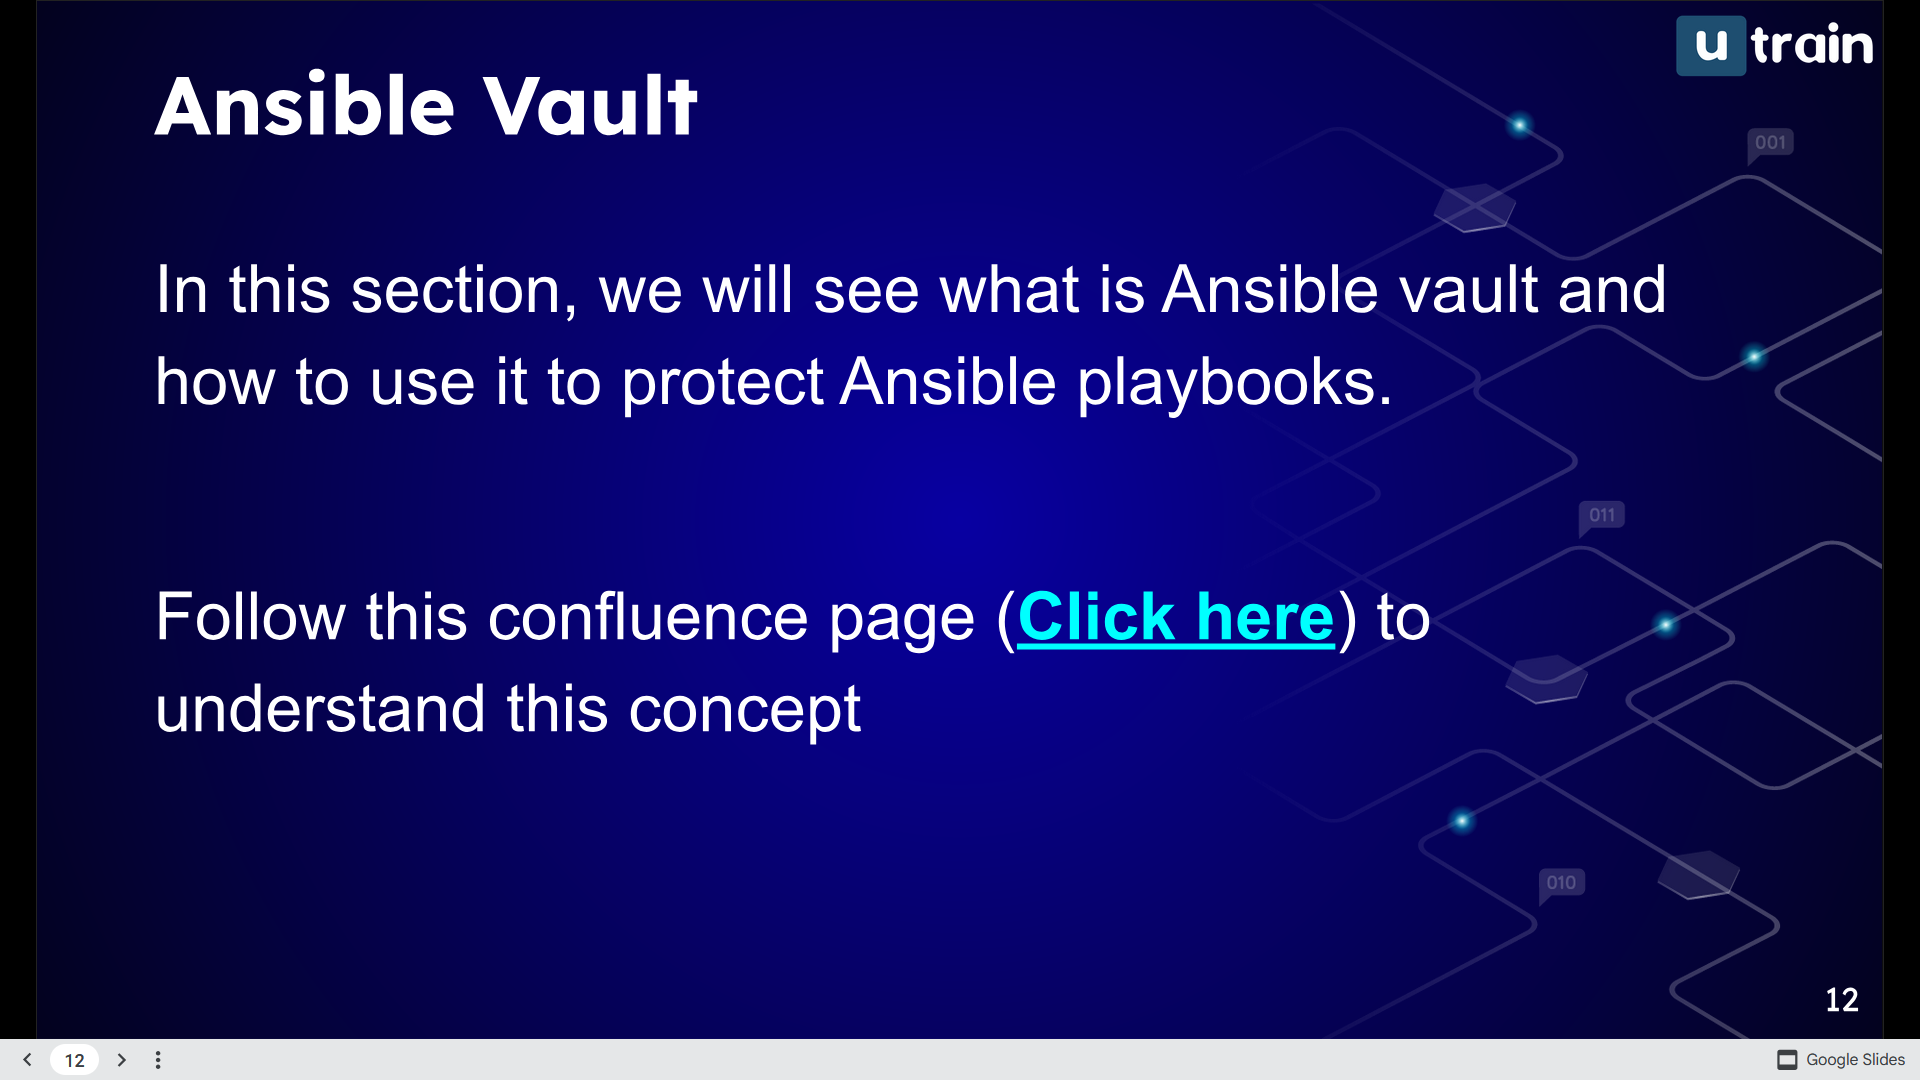 u train
Ansible Vault
001
In this section, we will see what is Ansible vault and
how to use it to protect Ansible playbooks.
011
Follow this confluence page (Click here) to
understand this concept
010
12
12
Google Slides